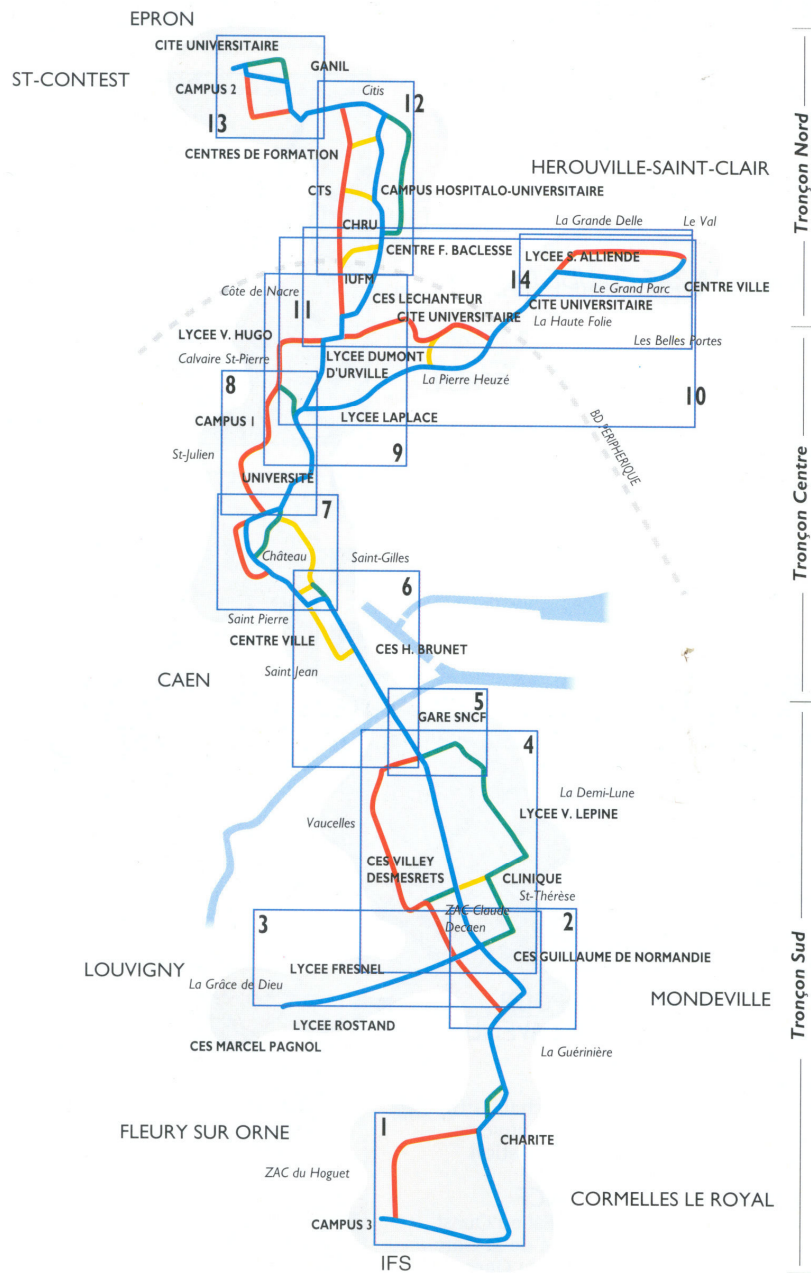 EPRON
CITE UNIVERSITAIRE
GANIL
ST-CONTEST
CAMPUS 2
13
Citis
12
CENTRES DE FORMATION
HEROUVILLE-SAINT-CLAIR
CTS
CAMPUS HOSPITALO-UNIVERSITAIRE
La Grande Delle
Le Val
CHRU
CENTRE F. BACLESSE
LYCEE S. ALLIENDE
14
IUFM
Le Grand Parc
CENTRE VILLE
Côte de Nacre
11
CES LECHANTEUR
CITE UNIVERSITAIRE
CITE UNIVERSITAIRE
La Haute Folie
LYCEE V. HUGO
Les Belles Portes
Calvaire St-Pierre
LYCEE DUMONT
D'URVILLE
La Pierre Heuzé
8
10
CAMPUS 1
LYCEE LAPLACE
BD PERIPHERIQUE
St-Julien
9
UNIVERSITÉ
7
Château
Saint-Gilles
6
Saint Pierre
CENTRE VILLE
CES H. BRUNET
Saint Jean
CAEN
5
GARE SNCF
4
La Demi-Lune
LYCEE V. LEPINE
Vaucelles
CES VILLEY
DESMESRETS
CLINIQUE
St-Thérèse
3
ZAC Claude
Decaen
2
CES GUILLAUME DE NORMANDIE
LOUVIGNY
LYCEE FRESNEL
La Grâce de Dieu
MONDEVILLE
LYCEE ROSTAND
CES MARCEL PAGNOL
La Guérinière
1
FLEURY SUR ORNE
CHARITE
ZAC du Hoguet
CORMELLES LE ROYAL
CAMPUS 3
IFS
Tronçon Nord
Tronçon Centre
Tronçon Sud